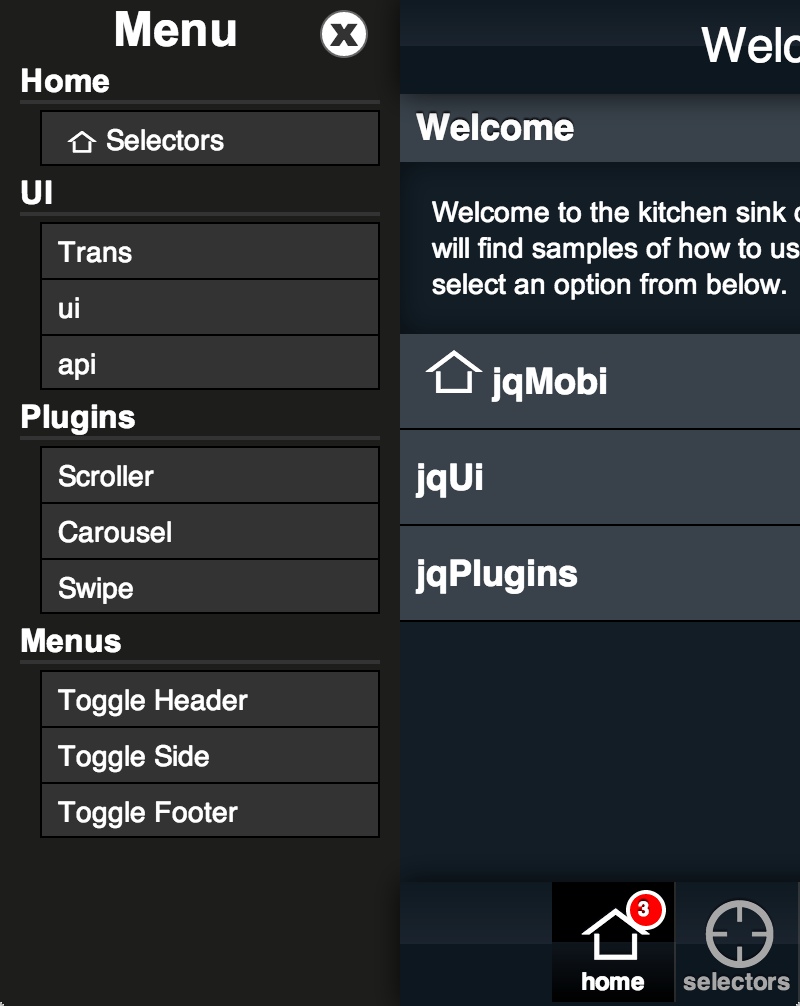 Menu
Home
Selectors
UI
Trans
ui
api
Plugins
Scroller
Carousel
Swipe
Menus
Toggle Header
Toggle Side
Toggle Footer
Welc
Welcome
Welcome to the kitchen sink
will find samples of how to us
select an option from below.
jqMobi
jqUi
jqPlugins
3
home
selectors